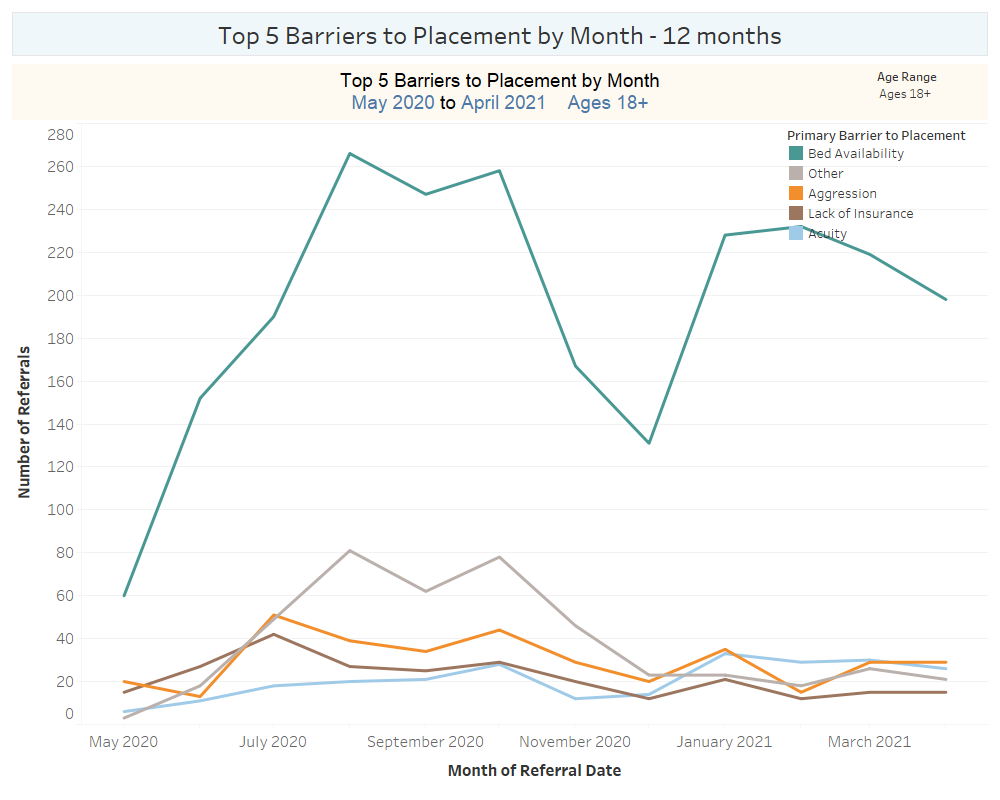 Top 5 Barriers to Placement by Month - 12 months
Top 5 Barriers to Placement by Month
May 2020 to April 2021 Ages 18+
Age Range
Ages 18+
Primary Barrier to Placement
Bed Availability
Other
Aggression
Lack of Insurance
Acuity
Number of Referrals
280
260
240
220
200
180
160
140
120
100
80
60
40
20
0
May 2020
July 2020
September 2020
November 2020
January 2021
March 2021
Month of Referral Date